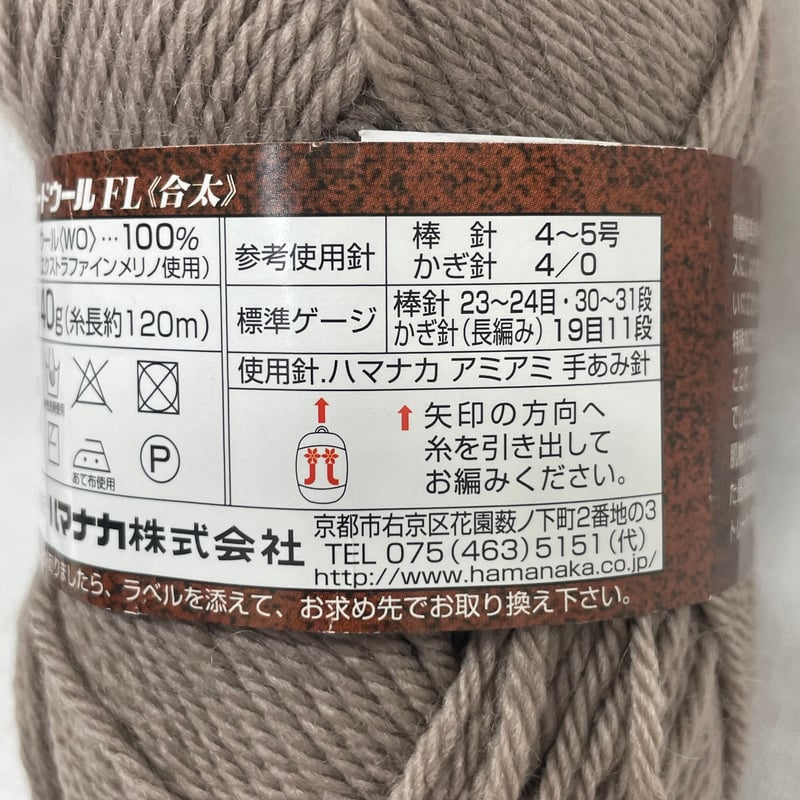 ードウールFL《合太》
ウール〈WO〉…100%
エクストラファインメリノ使用）
40g(糸長約120m)
参考使用針
棒針 4〜5号
かぎ針 4/0
標準ゲージ
棒針 23〜24目・30〜31段
かぎ針(長編み) 19目11段
使用針.ハマナカ アミアミ 手あみ針
あて布使用
P
矢印の方向へ
糸を引き出して
お編みください。
ハマナカ株式会社
京都市右京区花園薮ノ下町2番地の3
TEL 075(463)5151(代)
http://www.hamanaka.co.jp/
ましたら、ラベルを添えて、お求め先でお取り換え下さい。